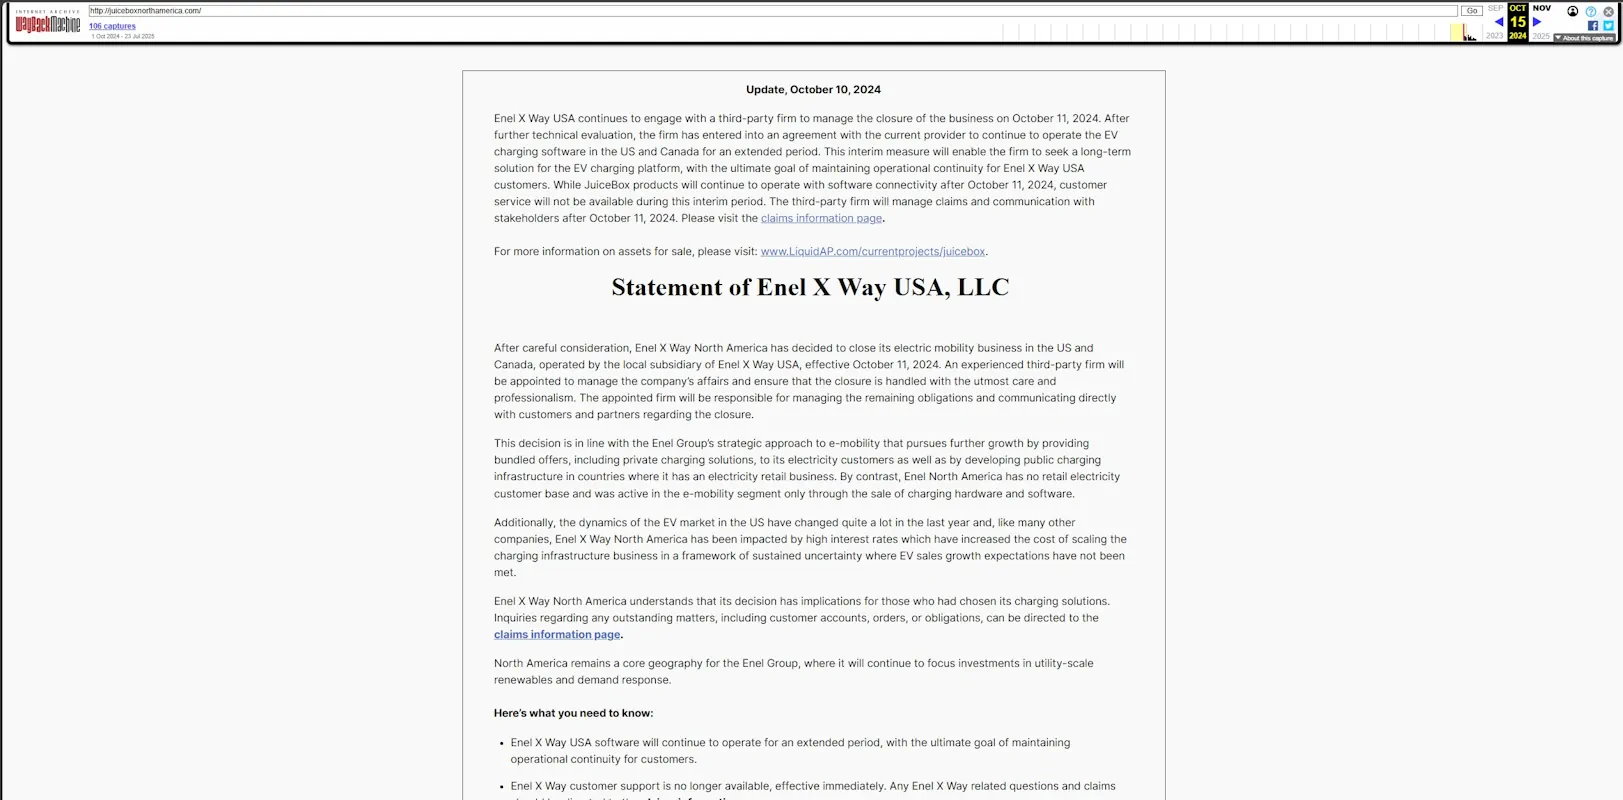 INTERNET ARCHIVE
WayBackMachine
http://juiceboxnorthamerica.com/
Go
SEP
OCT
NOV
106 captures
15
1 Oct 2024 - 23 Jul 2025
2023
2024
2025
About this capture
Update, October 10, 2024
Enel X Way USA continues to engage with a third-party firm to manage the closure of the business on October 11, 2024. After
further technical evaluation, the firm has entered into an agreement with the current provider to continue to operate the EV
charging software in the US and Canada for an extended period. This interim measure will enable the firm to seek a long-term
solution for the EV charging platform, with the ultimate goal of maintaining operational continuity for Enel X Way USA
customers. While JuiceBox products will continue to operate with software connectivity after October 11, 2024, customer
service will not be available during this interim period. The third-party firm will manage claims and communication with
stakeholders after October 11, 2024. Please visit the claims information page.
For more information on assets for sale, please visit: www.LiquidAP.com/currentprojects/juicebox.
Statement of Enel X Way USA, LLC
After careful consideration, Enel X Way North America has decided to close its electric mobility business in the US and
Canada, operated by the local subsidiary of Enel X Way USA, effective October 11, 2024. An experienced third-party firm will
be appointed to manage the company's affairs and ensure that the closure is handled with the utmost care and
professionalism. The appointed firm will be responsible for managing the remaining obligations and communicating directly
with customers and partners regarding the closure.
This decision is in line with the Enel Group's strategic approach to e-mobility that pursues further growth by providing
bundled offers, including private charging solutions, to its electricity customers as well as by developing public charging
infrastructure in countries where it has an electricity retail business. By contrast, Enel North America has no retail electricity
customer base and was active in the e-mobility segment only through the sale of charging hardware and software.
Additionally, the dynamics of the EV market in the US have changed quite a lot in the last year and, like many other
companies, Enel X Way North America has been impacted by high interest rates which have increased the cost of scaling the
charging infrastructure business in a framework of sustained uncertainty where EV sales growth expectations have not been
met.
Enel X Way North America understands that its decision has implications for those who had chosen its charging solutions.
Inquiries regarding any outstanding matters, including customer accounts, orders, or obligations, can be directed to the
claims information page.
North America remains a core geography for the Enel Group, where it will continue to focus investments in utility-scale
renewables and demand response.
Here's what you need to know:
• Enel X Way USA software will continue to operate for an extended period, with the ultimate goal of maintaining
operational continuity for customers.
• Enel X Way customer support is no longer available, effective immediately. Any Enel X Way related questions and claims